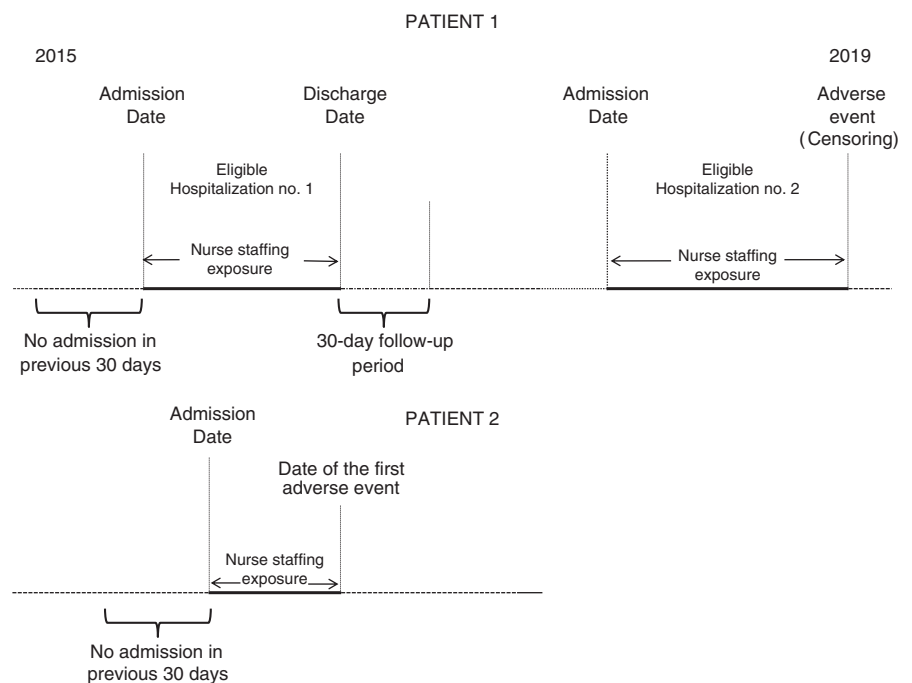 PATIENT 1
2015
2019
Admission
Date
Discharge
Date
Admission
Date
Adverse
event
(Censoring)
Eligible
Hospitalization no. 1
Eligible
Hospitalization no. 2
Nurse staffing
exposure
Nurse staffing
exposure
No admission in
previous 30 days
30-day follow-up
period
PATIENT 2
Admission
Date
Date of the first
adverse event
Nurse staffing
exposure
No admission in
previous 30 days